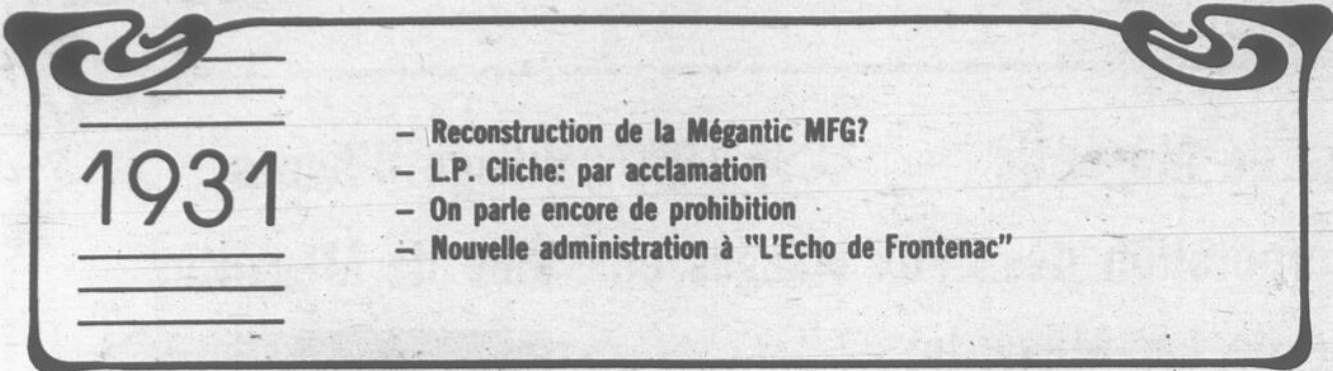 1931
– Reconstruction de la Mégantic MFG?
– L.P. Cliche: par acclamation
– On parle encore de prohibition
– Nouvelle administration à "L'Echo de Frontenac"